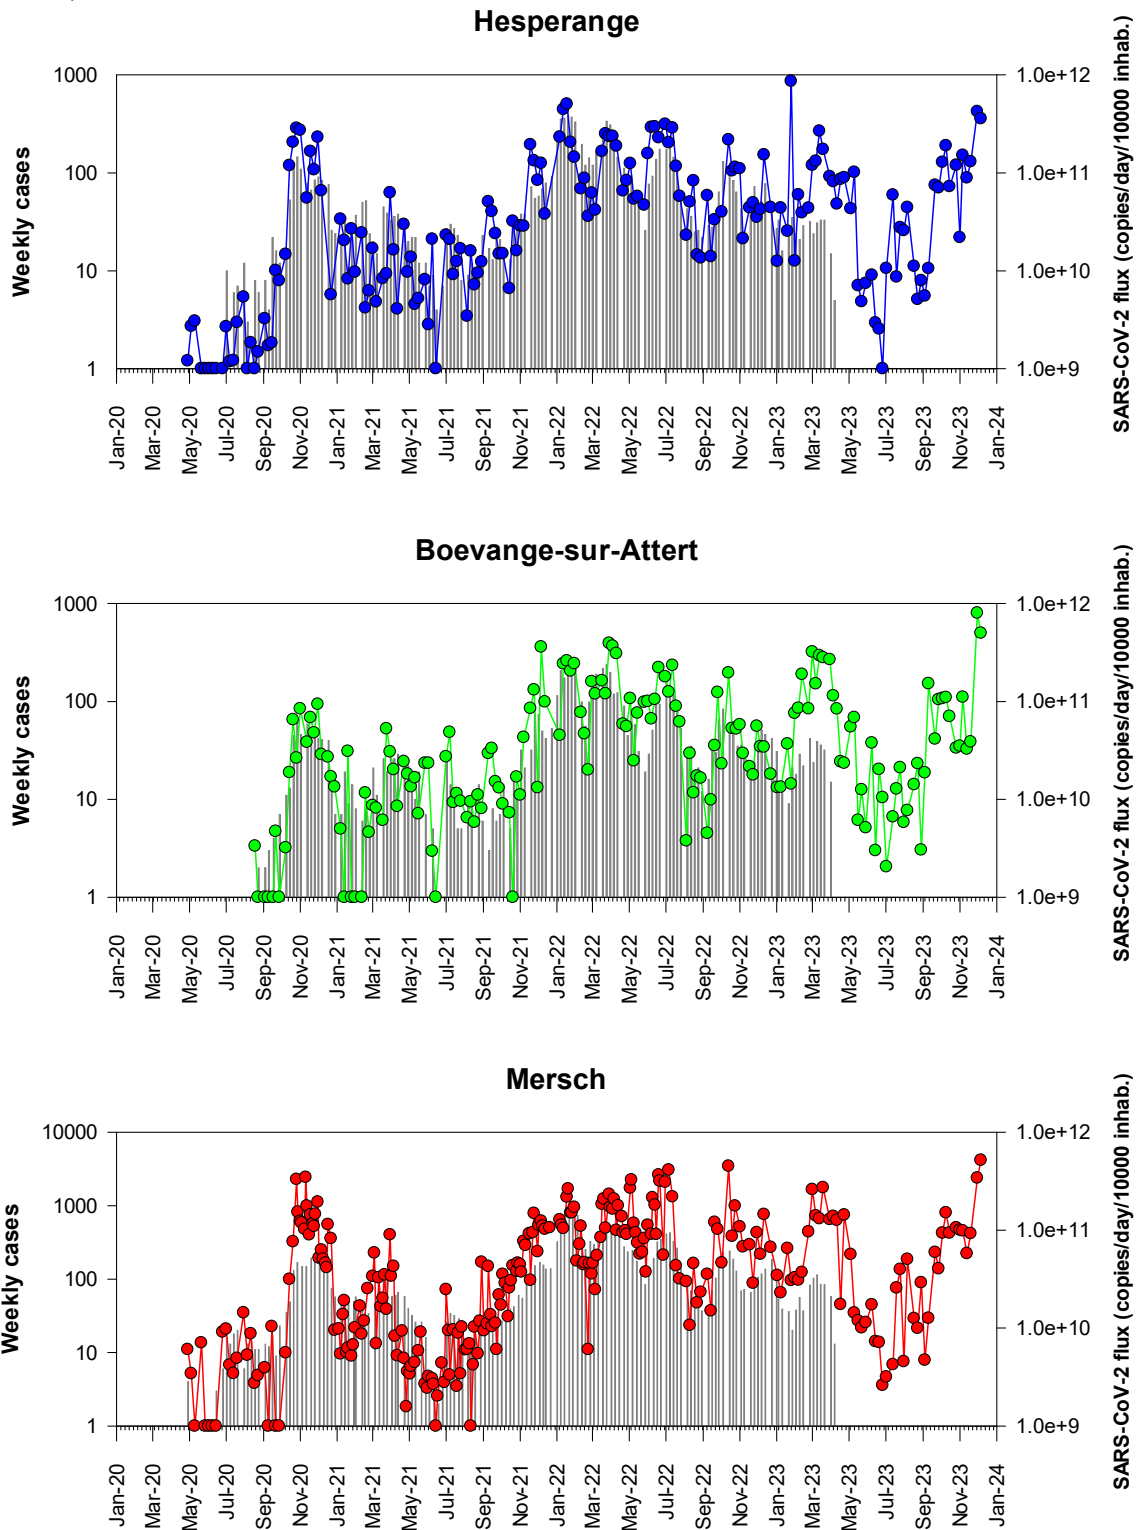 Hesperange
Weekly cases
SARS-CoV-2 flux (copies/day/10000 inhab.)
1000
100
10
1
1.0e+12
1.0e+11
1.0e+10
1.0e+9
Jan-20
Mar-20
May-20
Jul-20
Sep-20
Nov-20
Jan-21
Mar-21
May-21
Jul-21
Sep-21
Nov-21
Jan-22
Mar-22
May-22
Jul-22
Sep-22
Nov-22
Jan-23
Mar-23
May-23
Jul-23
Sep-23
Nov-23
Jan-24
Boevange-sur-Attert
Weekly cases
SARS-CoV-2 flux (copies/day/10000 inhab.)
1000
100
10
1
1.0e+12
1.0e+11
1.0e+10
1.0e+9
Jan-20
Mar-20
May-20
Jul-20
Sep-20
Nov-20
Jan-21
Mar-21
May-21
Jul-21
Sep-21
Nov-21
Jan-22
Mar-22
May-22
Jul-22
Sep-22
Nov-22
Jan-23
Mar-23
May-23
Jul-23
Sep-23
Nov-23
Jan-24
Mersch
Weekly cases
SARS-CoV-2 flux (copies/day/10000 inhab.)
10000
1000
100
10
1
1.0e+12
1.0e+11
1.0e+10
1.0e+9
Jan-20
Mar-20
May-20
Jul-20
Sep-20
Nov-20
Jan-21
Mar-21
May-21
Jul-21
Sep-21
Nov-21
Jan-22
Mar-22
May-22
Jul-22
Sep-22
Nov-22
Jan-23
Mar-23
May-23
Jul-23
Sep-23
Nov-23
Jan-24